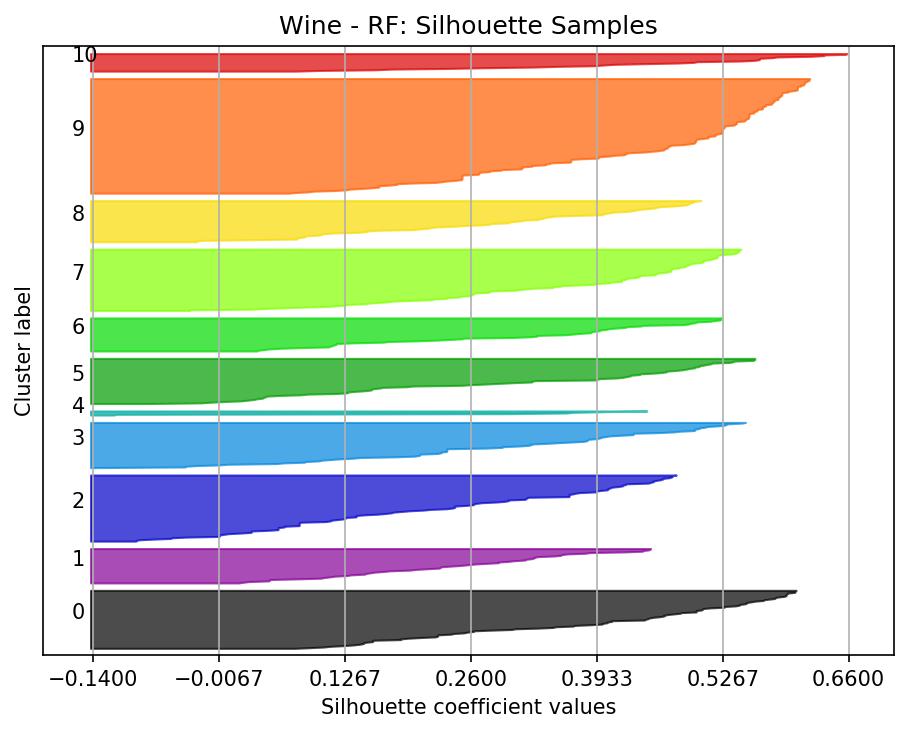 Wine - RF: Silhouette Samples
10
9
8
7
6
5
4
3
2
1
0
Cluster label
−0.1400 −0.0067 0.1267 0.2600 0.3933 0.5267 0.6600
Silhouette coefficient values